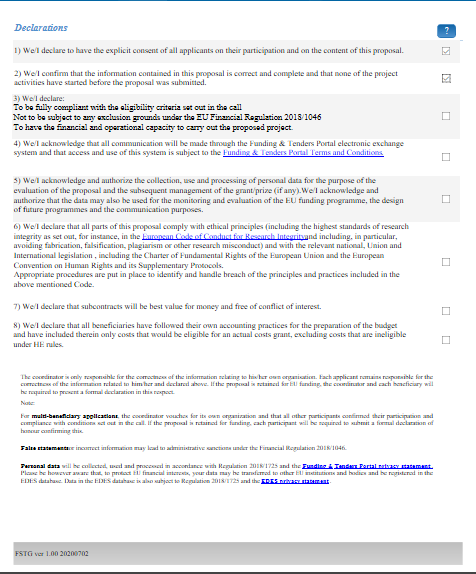 Declarations
?
1) We/I declare to have the explicit consent of all applicants on their participation and on the content of this proposal.
2) We/I confirm that the information contained in this proposal is correct and complete and that none of the project
activities have started before the proposal was submitted.
3) We/I declare:
To be fully compliant with the eligibility criteria set out in the call
Not to be subject to any exclusion grounds under the EU Financial Regulation 2018/1046
To have the financial and operational capacity to carry out the proposed project.
4) We/I acknowledge that all communication will be made through the Funding & Tenders Portal electronic exchange
system and that access and use of this system is subject to the Funding & Tenders Portal Terms and Conditions.
5) We/I acknowledge and authorize the collection, use and processing of personal data for the purpose of the
evaluation of the proposal and the subsequent management of the grant/prize (if any).We/I acknowledge and
authorize that the data may also be used for the monitoring and evaluation of the EU funding programme, the design
of future programmes and the communication purposes.
6) We/I declare that all parts of this proposal comply with ethical principles (including the highest standards of research
integrity as set out, for instance, in the European Code of Conduct for Research Integrityand including, in particular,
avoiding fabrication, falsification, plagiarism or other research misconduct) and with the relevant national, Union and
International legislation , including the Charter of Fundamental Rights of the European Union and the European
Convention on Human Rights and its Supplementary Protocols.
Appropriate procedures are put in place to identify and handle breach of the principles and practices included in the
above mentioned Code.
7) We/I declare that subcontracts will be best value for money and free of conflict of interest.
8) We/I declare that all beneficiaries have followed their own accounting practices for the preparation of the budget
and have included therein only costs that would be eligible for an actual costs grant, excluding costs that are ineligible
under HE rules.
The coordinator is only responsible for the correctness of the information relating to his/her own organisation. Each applicant remains responsible for the
correctness of the information related to him/her and declared above. If the proposal is retained for EU funding, the coordinator and each beneficiary will
be required to present a formal declaration in this respect.
Note:
For multi-beneficiary applications, the coordinator vouches for its own organization and that all other participants confirmed their participation and
compliance with conditions set out in the call. If the proposal is retained for funding, each participant will be required to submit a formal declaration of
honour confirming this.
False statements or incorrect information may lead to administrative sanctions under the Financial Regulation 2018/1046.
Personal data will be collected, used and processed in accordance with Regulation 2018/1725 and the Funding & Tenders Portal privacy statement.
Please be however aware that, to protect EU financial interests, your data may be transferred to other EU institutions and bodies and be registered in the
EDES database. Data in the EDES database is also subject to Regulation 2018/1725 and the EDES privacy statement.
FSTG ver 1.00 20200702